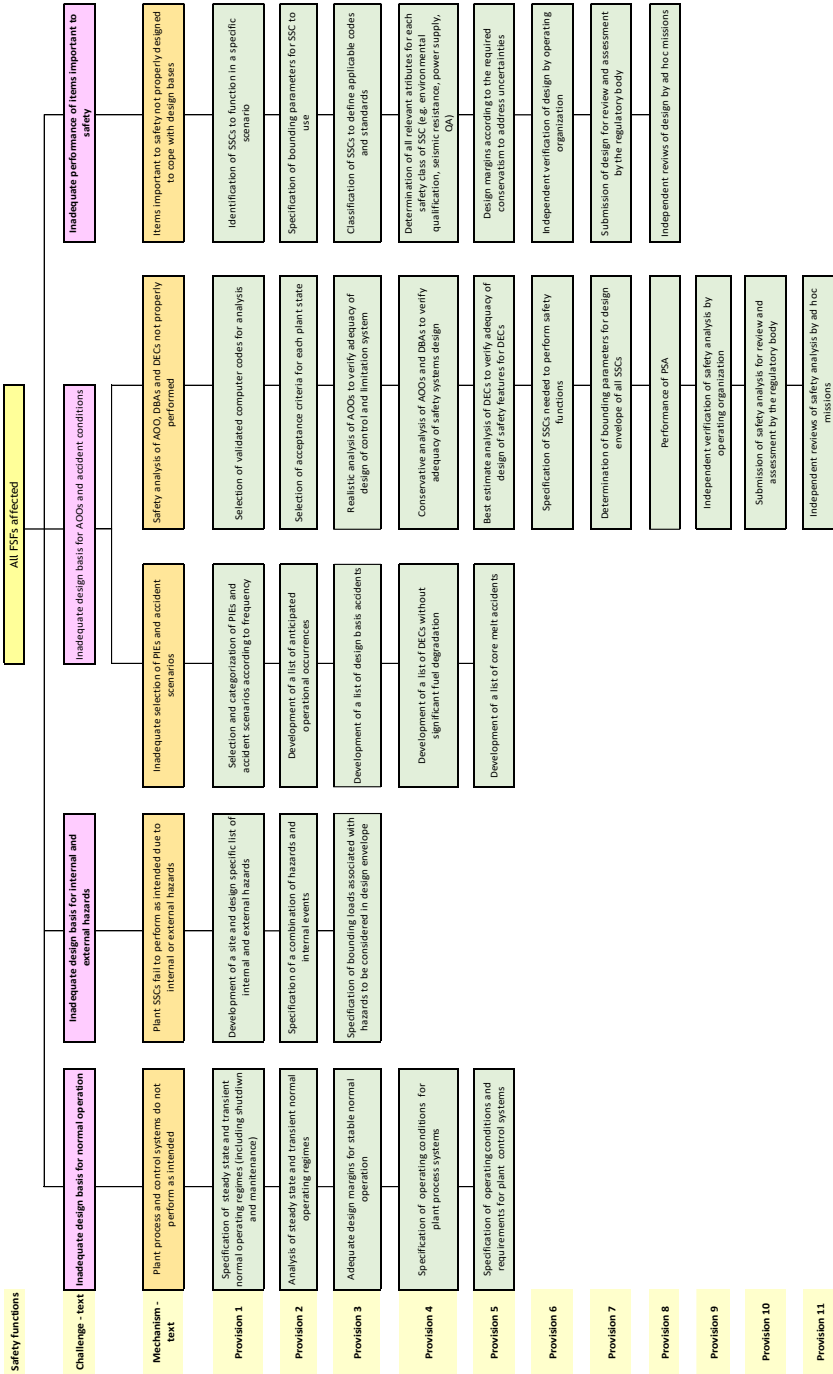 Safety functions
All FSFs affected
Challenge - text
Inadequate design basis for normal operation
Inadequate design basis for internal and
external hazards
Inadequate design basis for AOOs and accident conditions
Inadequate performance of items important to
safety
Mechanism -
text
Plant process and control systems do not
perform as intended
Plant SSCs fail to perform as intended due to
internal or external hazards
Inadequate selection of PIEs and accident
scenarios
Safety analysis of AOO, DBAs and DECs not properly
performed
Items important to safety not properly designed
to cope with design bases
Provision 1
Specification of steady state and transient
normal operating regimes (including shutdiwn
and manitenance)
Development of a site and design specific list of
internal and external hazards
Selection and categorization of PIEs and
accident scenarios according to frequency
Selection of validated computer codes for analysis
Identification of SSCs to function in a specific
scenario
Provision 2
Analysis of steady state and transient normal
operating regimes
Specification of a combination of hazards and
internal events
Development of a list of anticipated
operational occurrences
Selection of acceptance criteria for each plant state
Specification of bounding parameters for SSC to
use
Provision 3
Adequate design margins for stable normal
operation
Specification of bounding loads associated with
hazards to be considered in design envelope
Development of a list of design basis accidents
Realistic analysis of AOOs to verify adequacy of
design of control and limitation system
Classification of SSCs to define applicable codes
and standards
Provision 4
Specification of operating conditions for
plant process systems
Development of a list of DECs without
significant fuel degradation
Conservative analysis of AOOs and DBAs to verify
adequacy of safety systems design
Determination of all relevant atributes for each
safety class of SSC (e.g. environmental
qualification, seismic resistance, power supply,
QA)
Provision 5
Specification of operating conditions and
requirements for plant control systems
Development of a list of core melt accidents
Best estimate analysis of DECs to verify adequacy of
design of safety features for DECs
Design margins according to the required
conservatism to address uncertainties
Provision 6
Specification of SSCs needed to perform safety
functions
Independent verification of design by operating
organization
Provision 7
Determination of bounding parameters for design
envelope of all SSCs
Submission of design for review and assessment
by the regulatory body
Provision 8
Performance of PSA
Independent reviws of design by ad hoc missions
Provision 9
Independent verification of safety analysis by
operating organization
Provision 10
Submission of safety analysis for review and
assessment by the regulatory body
Provision 11
Independent reviews of safety analysis by ad hoc
missions